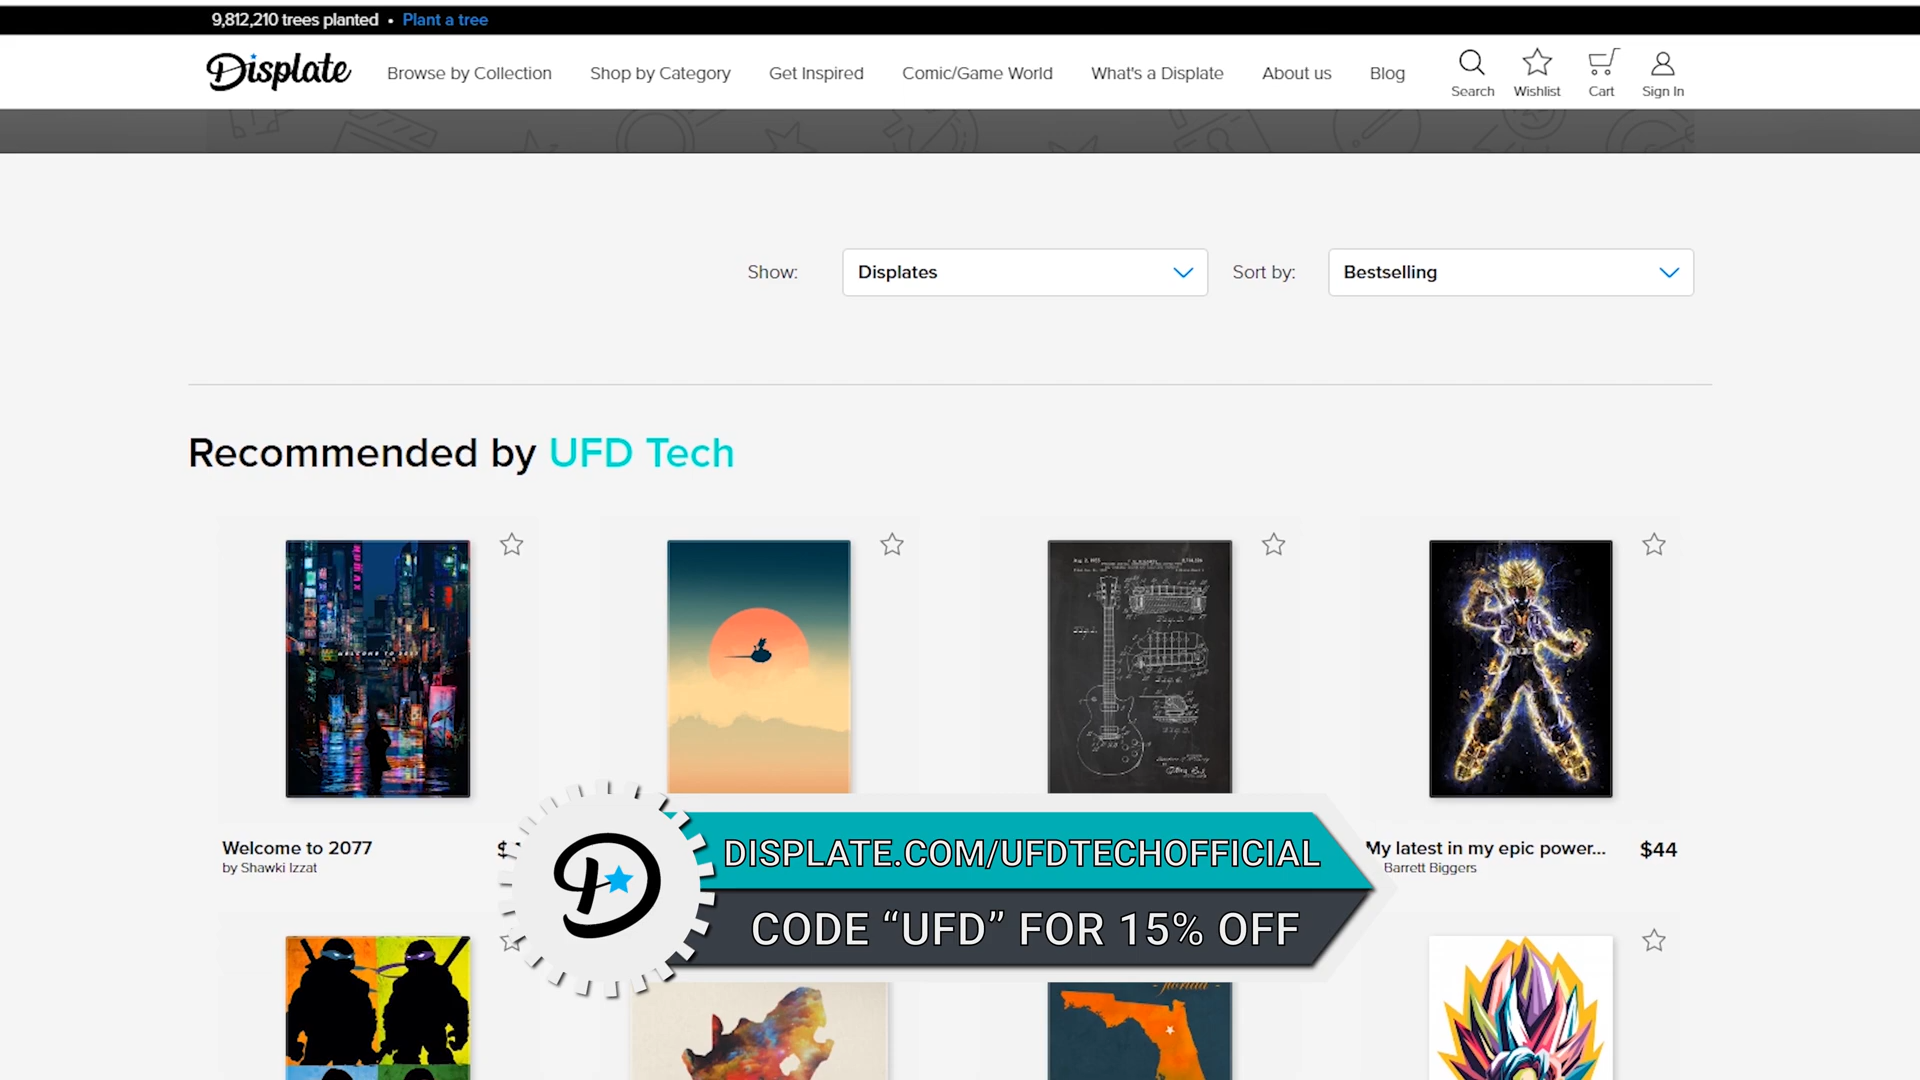 9,812,210 trees planted • Plant a tree
Displate
Browse by Collection
Shop by Category
Get Inspired
Comic/Game World
What's a Displate
About us
Blog
Search
Wishlist
Cart
Sign In
Show:
Displates
Sort by:
Bestselling
Recommended by UFD Tech
WELCOME TO
Welcome to 2077
by Shawki Izzat
$
My latest in my epic power...
$44
Barrett Biggers
D
DISPLATE.COM/UFDTECHOFFICIAL
CODE “UFD” FOR 15% OFF
florida